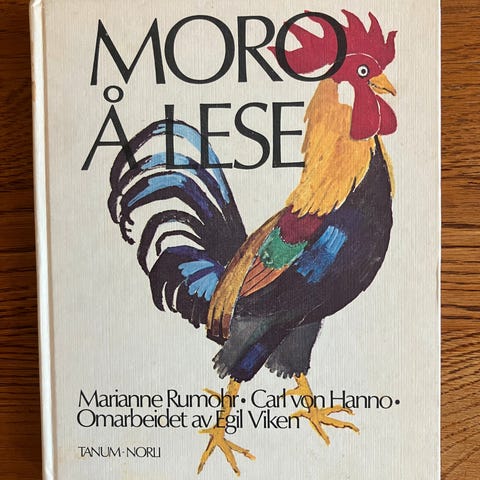 MORO
Å LESE
Marianne Rumohr • Carl von Hanno •
Omarbeidet av Egil Viken
TANUM • NORLI